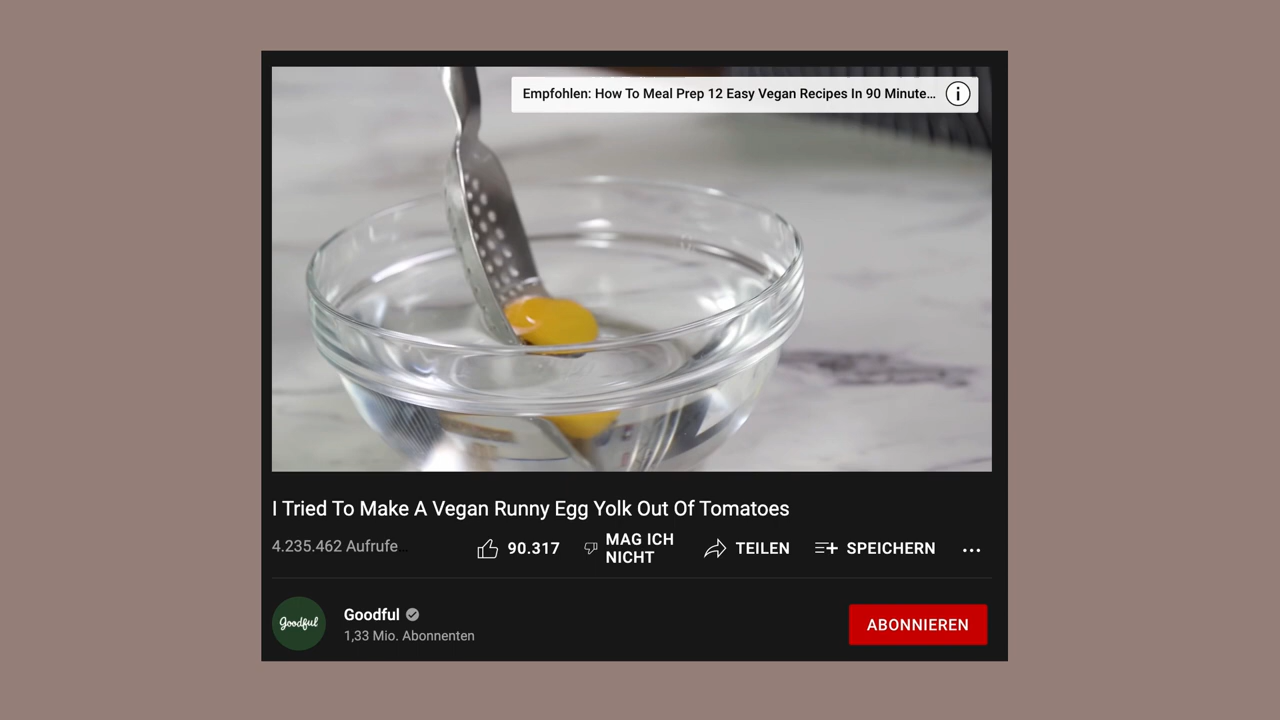 Empfohlen: How To Meal Prep 12 Easy Vegan Recipes In 90 Minute…
I Tried To Make A Vegan Runny Egg Yolk Out Of Tomatoes
4.235.462 Aufrufe
90.317
MAG ICH
NICHT
TEILEN
SPEICHERN
Goodful
Goodful
1,33 Mio. Abonnenten
ABONNIEREN